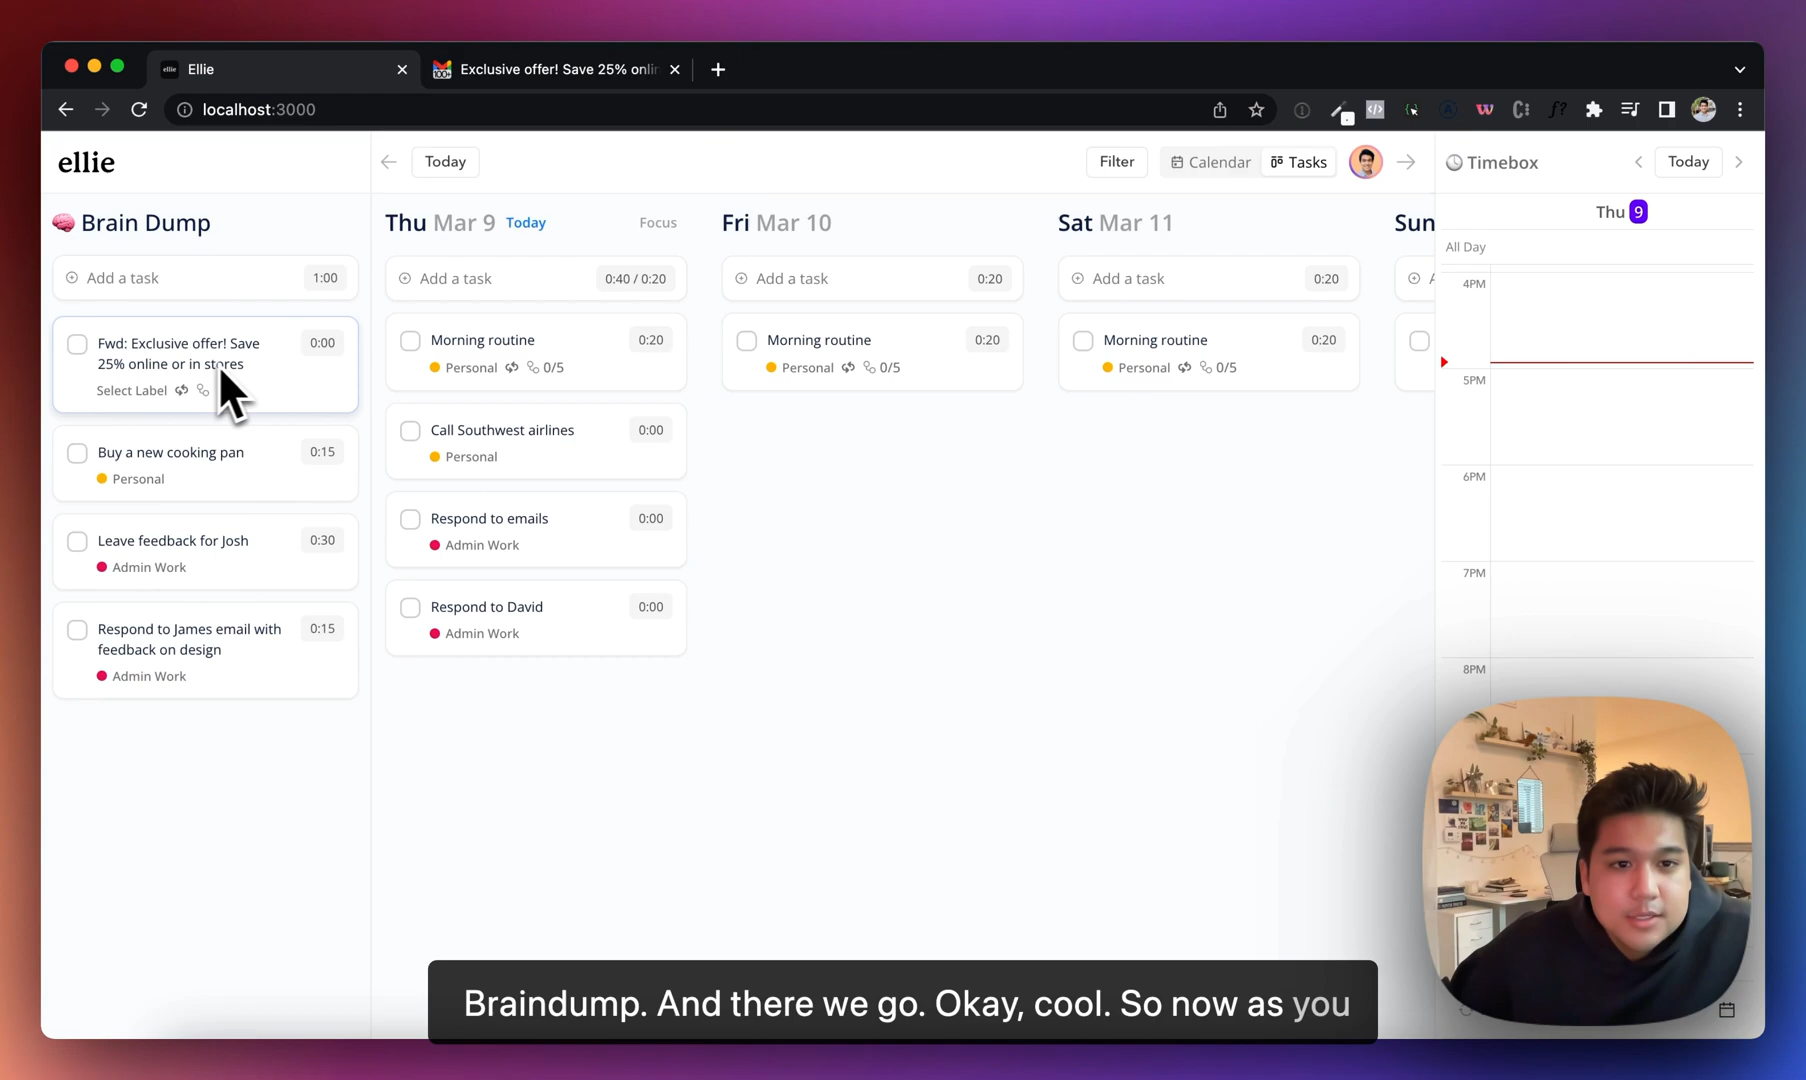 Ellie
Exclusive offer! Save 25% onlin
localhost:3000
ellie
Today
Filter
Calendar
Tasks
Timebox
Today
🧠 Brain Dump
Add a task
1:00
Fwd: Exclusive offer! Save
25% online or in stores
0:00
Select Label
Buy a new cooking pan
0:15
Personal
Leave feedback for Josh
0:30
Admin Work
Respond to James email with
feedback on design
0:15
Admin Work
Thu Mar 9 Today
Focus
Add a task
0:40 / 0:20
Morning routine
0:20
Personal 0/5
Call Southwest airlines
0:00
Personal
Respond to emails
0:00
Admin Work
Respond to David
0:00
Admin Work
Fri Mar 10
Add a task
0:20
Morning routine
0:20
Personal 0/5
Sat Mar 11
Add a task
0:20
Morning routine
0:20
Personal 0/5
Sun
Thu 9
All Day
4PM
5PM
6PM
7PM
8PM
Braindump. And there we go. Okay, cool. So now as you